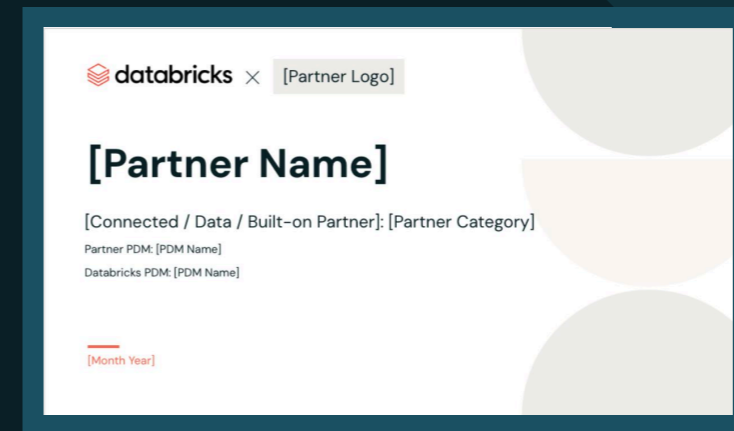 databricks × [Partner Logo]
[Partner Name]
[Connected / Data / Built-on Partner]: [Partner Category]
Partner PDM: [PDM Name]
Databricks PDM: [PDM Name]
[Month Year]